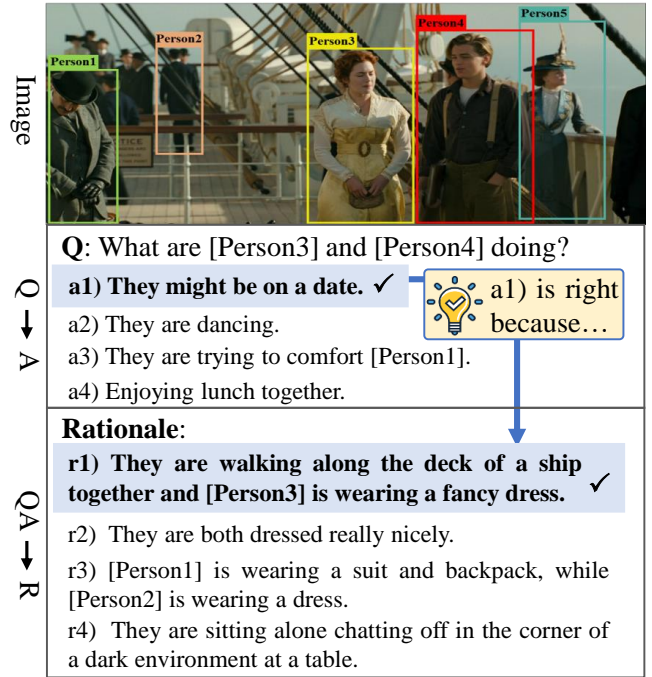 Person1
Person2
Person3
Person4
Person5
Image
Q: What are [Person3] and [Person4] doing?
a1) They might be on a date. ✓
a1) is right
because…
a2) They are dancing.
a3) They are trying to comfort [Person1].
a4) Enjoying lunch together.
Q → A
Rationale:
r1) They are walking along the deck of a ship
together and [Person3] is wearing a fancy dress. ✓
r2) They are both dressed really nicely.
r3) [Person1] is wearing a suit and backpack, while
[Person2] is wearing a dress.
r4) They are sitting alone chatting off in the corner of
a dark environment at a table.
QA → R